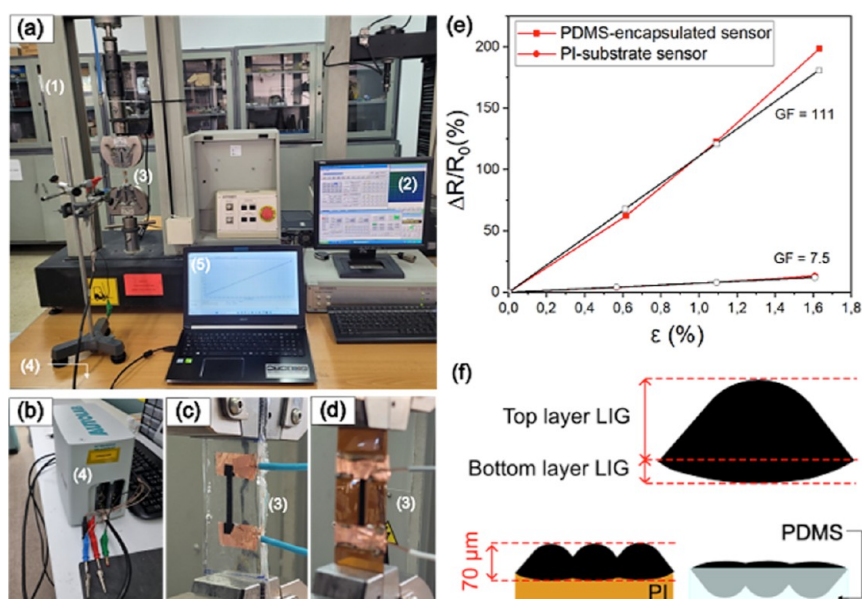 (a)
(1)
(2)
(3)
(4)
(5)
(b)
AUTOLAB
(4)
(c)
(3)
(d)
(3)
(e)
PDMS-encapsulated sensor
PI-substrate sensor
GF = 111
GF = 7.5
ΔR/R0(%)
200
150
100
50
0
0,0 0,2 0,4 0,6 0,8 1,0 1,2 1,4 1,6 1,8
ε (%)
(f)
Top layer LIG
Bottom layer LIG
70 μm
PI
PDMS